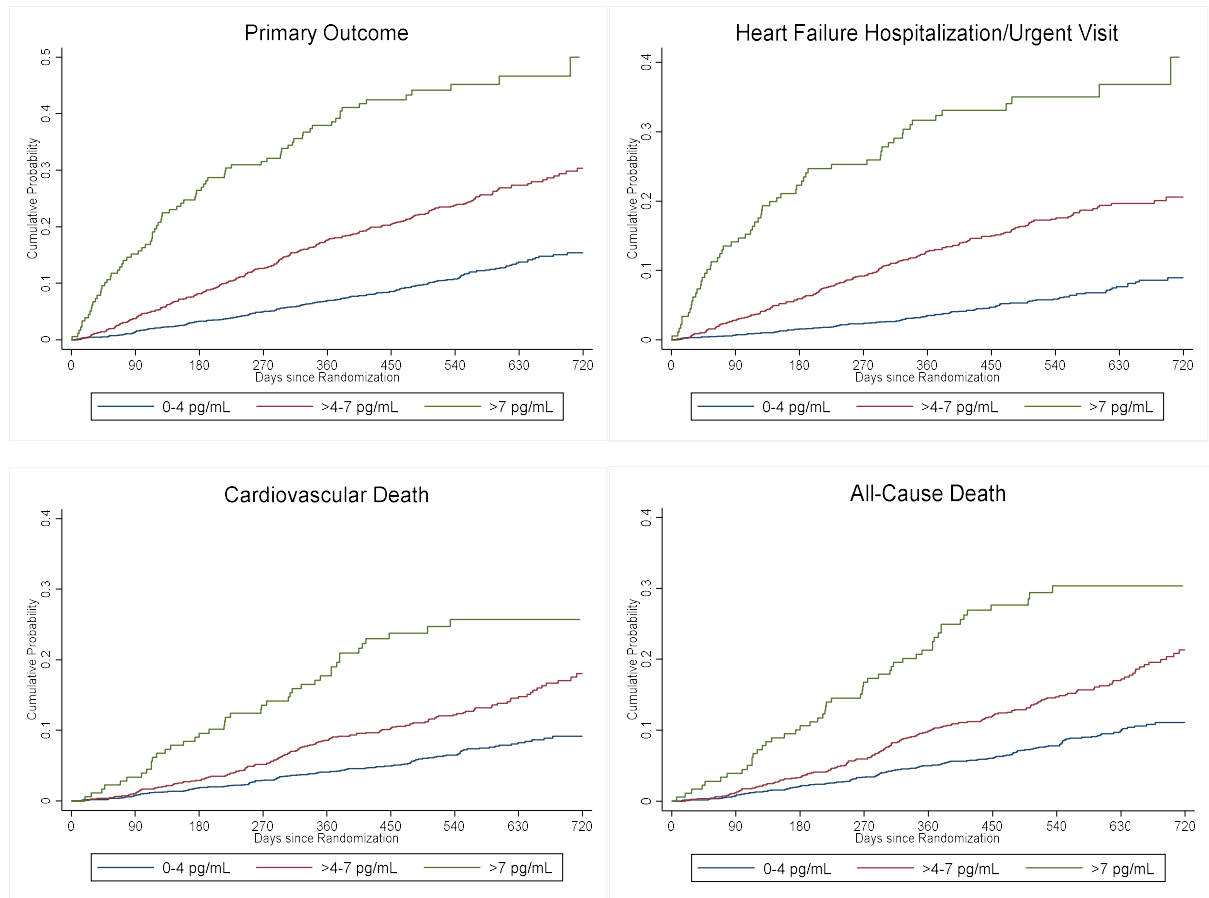 Primary Outcome
Cumulative Probability
0.5
0.4
0.3
0.2
0.1
0
0 90 180 270 360 450 540 630 720
Days since Randomization
0-4 pg/mL >4-7 pg/mL >7 pg/mL
Heart Failure Hospitalization/Urgent Visit
Cumulative Probability
0.4
0.3
0.2
0.1
0
0 90 180 270 360 450 540 630 720
Days since Randomization
0-4 pg/mL >4-7 pg/mL >7 pg/mL
Cardiovascular Death
Cumulative Probability
0.4
0.3
0.2
0.1
0
0 90 180 270 360 450 540 630 720
Days since Randomization
0-4 pg/mL >4-7 pg/mL >7 pg/mL
All-Cause Death
Cumulative Probability
0.4
0.3
0.2
0.1
0
0 90 180 270 360 450 540 630 720
Days since Randomization
0-4 pg/mL >4-7 pg/mL >7 pg/mL